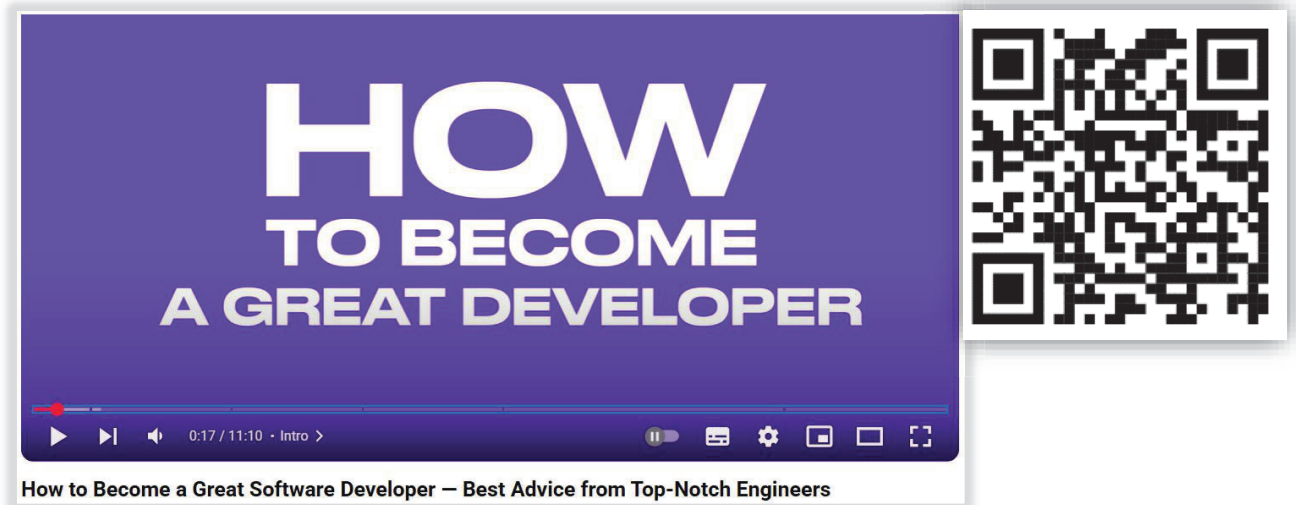 HOW
TO BECOME
A GREAT DEVELOPER
0:17 / 11:10 • Intro >
How to Become a Great Software Developer — Best Advice from Top-Notch Engineers